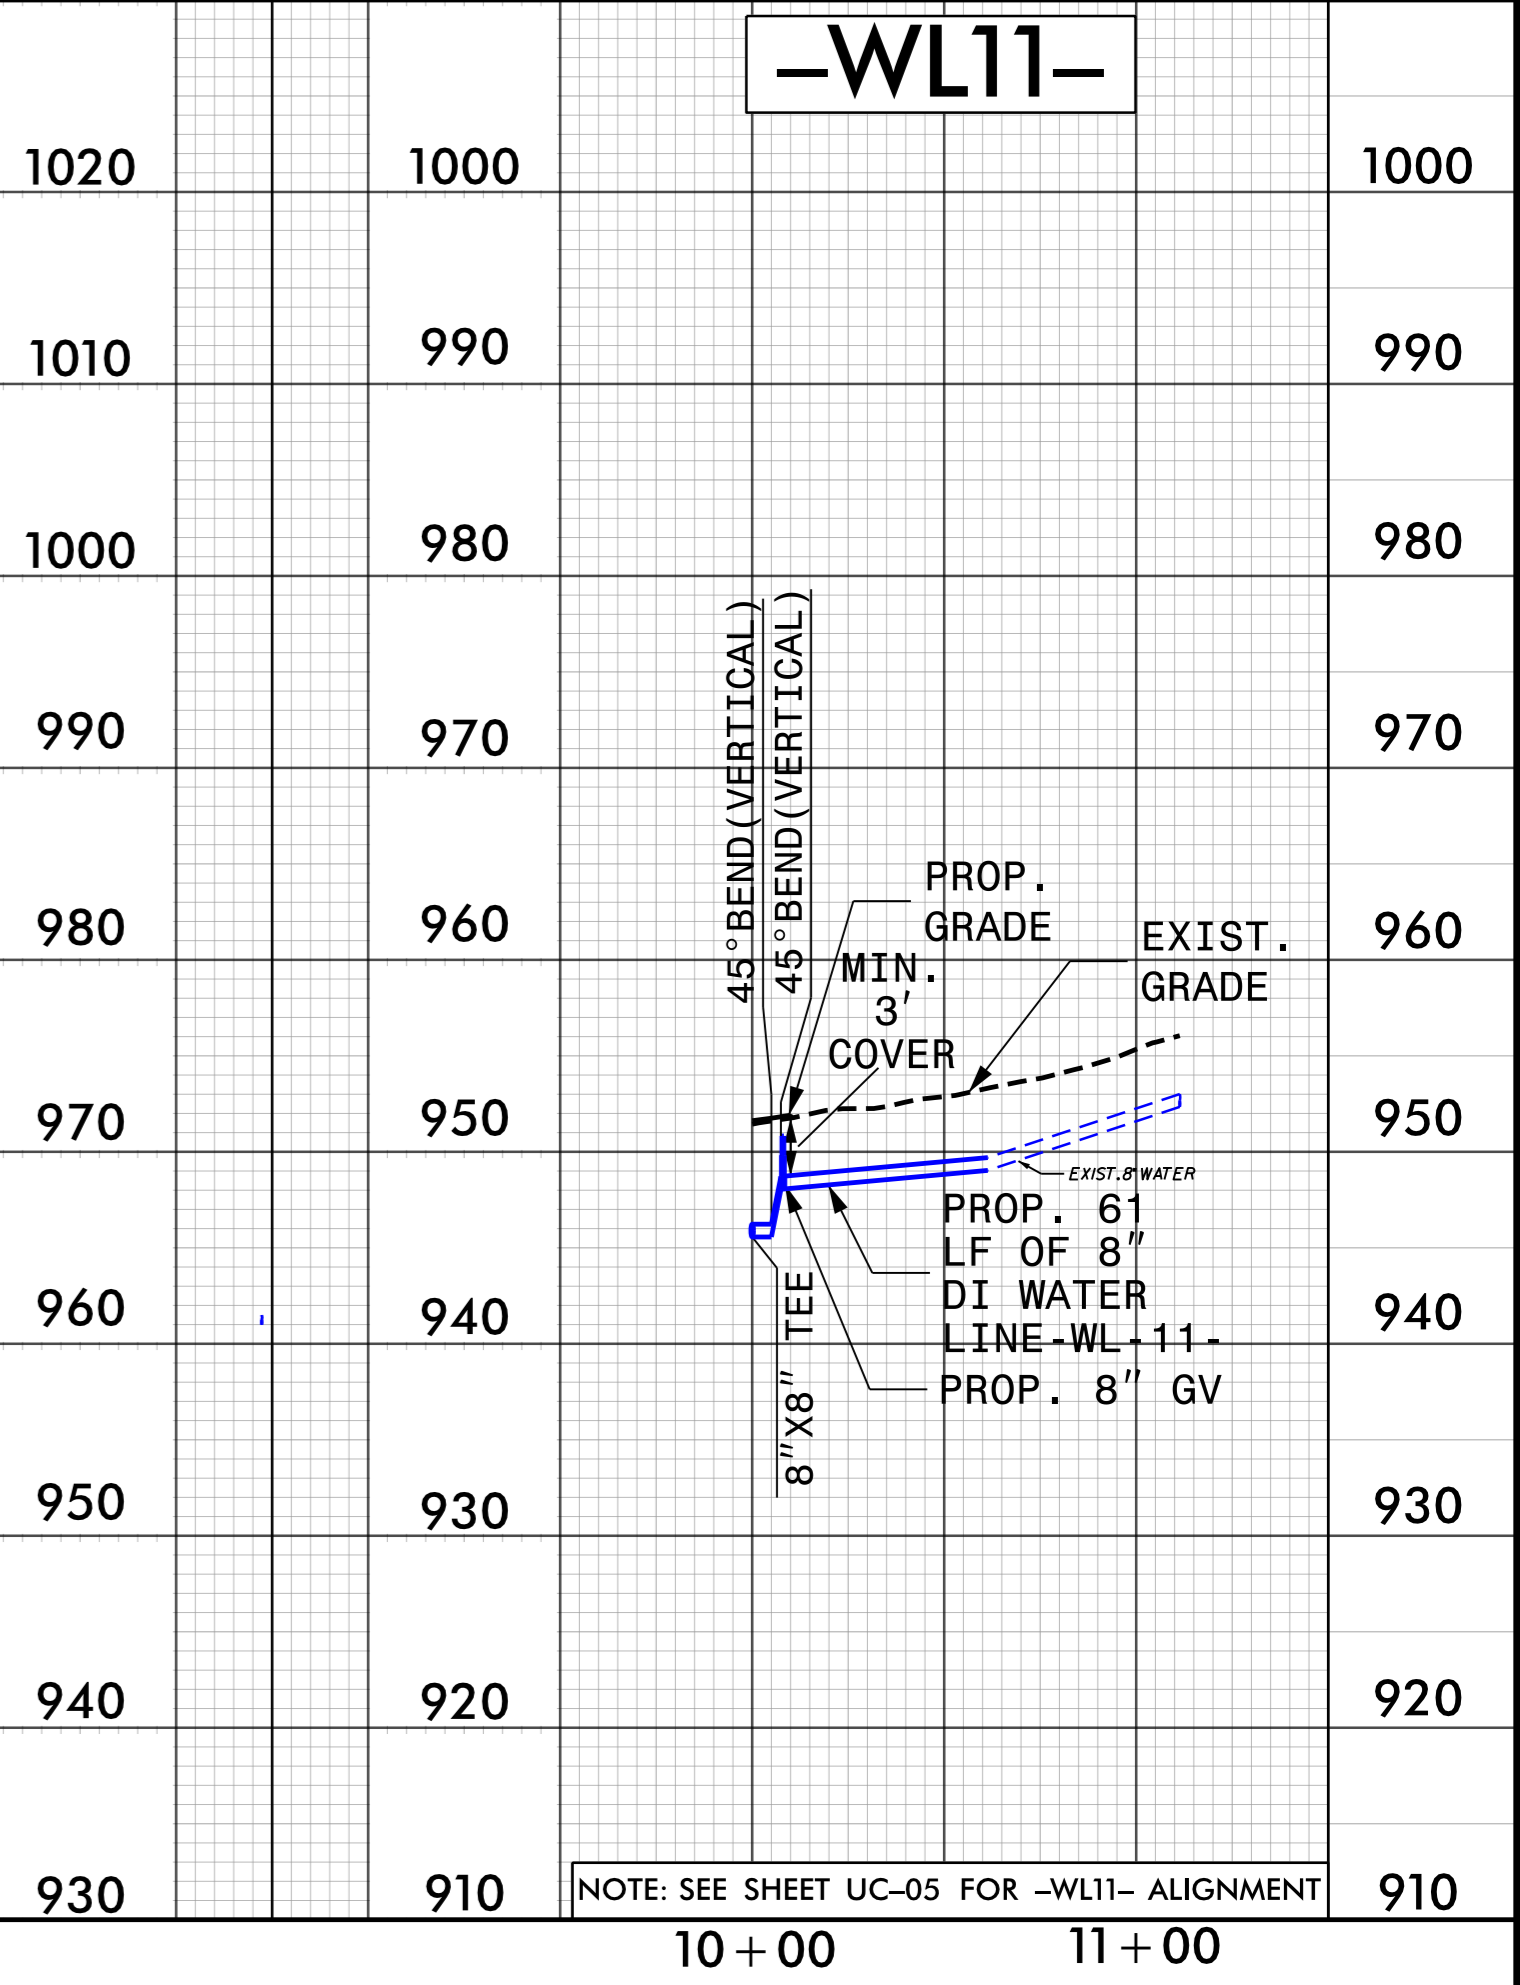 –WL11–
1020
1000
1000
1010
990
990
1000
980
980
990
970
970
980
960
960
970
950
950
960
940
940
950
930
930
940
920
920
930
910
910
45°BEND(VERTICAL)
45°BEND(VERTICAL)
PROP.
GRADE
EXIST.
GRADE
MIN.
3'
COVER
EXIST.8" WATER
PROP. 61
LF OF 8"
DI WATER
LINE-WL-11-
PROP. 8" GV
8"X8" TEE
NOTE: SEE SHEET UC–05 FOR –WL11– ALIGNMENT
10+00
11+00